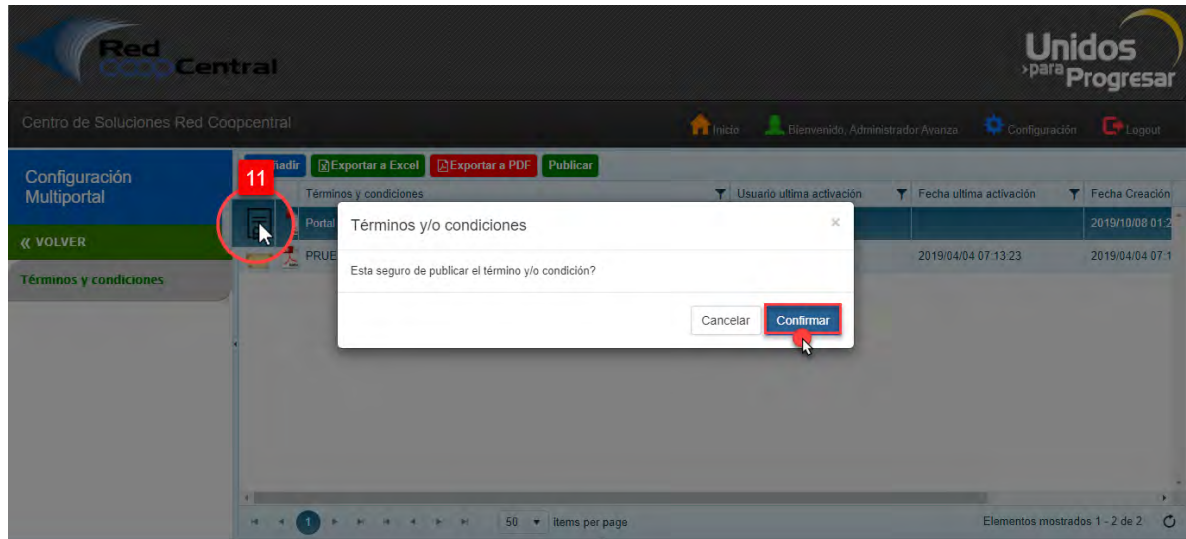 Red
Coop Central
Unidos
>para Progresar
Centro de Soluciones Red Coopcentral
Inicio
Bienvenido, Administrador Avanza
Configuración
Logout
Configuración
Multiportal
11
Exportar a Excel
Exportar a PDF
Publicar
Términos y condiciones
Usuario ultima activación
Fecha ultima activación
Fecha Creación
Portal
2019/10/08 01:2
« VOLVER
PRUE
2019/04/04 07:13:23
2019/04/04 07:1
Términos y condiciones
Términos y/o condiciones
×
Esta seguro de publicar el término y/o condición?
Cancelar
Confirmar
1
50
items per page
Elementos mostrados 1 - 2 de 2